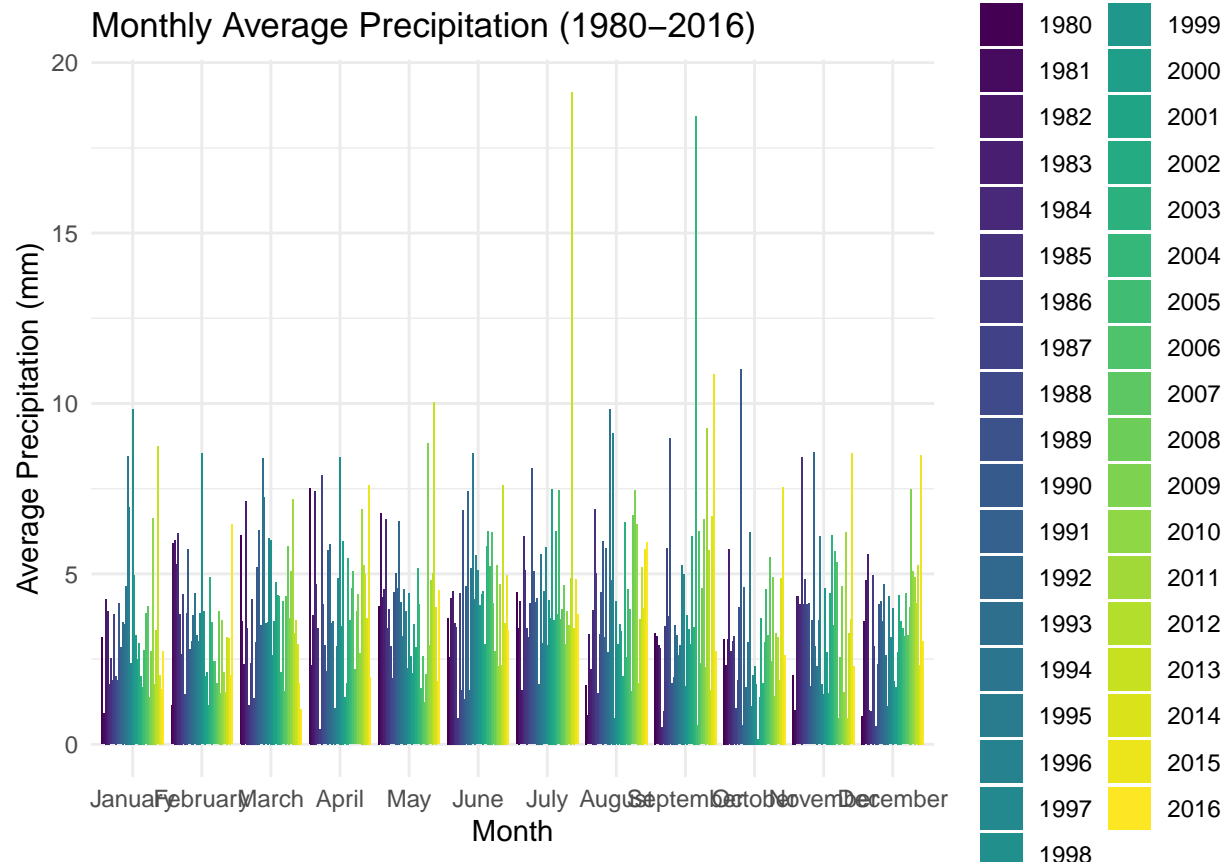 Monthly Average Precipitation (1980−2016)
20
15
10
5
0
Average Precipitation (mm)
January
February
March
April
May
June
July
August
September
October
November
December
Month
1980
1981
1982
1983
1984
1985
1986
1987
1988
1989
1990
1991
1992
1993
1994
1995
1996
1997
1998
1999
2000
2001
2002
2003
2004
2005
2006
2007
2008
2009
2010
2011
2012
2013
2014
2015
2016